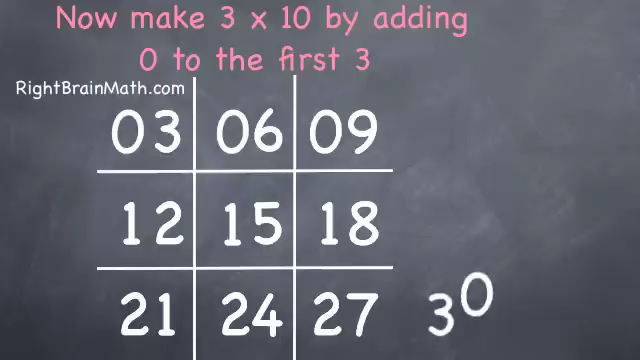 Now make 3 x 10 by adding
0 to the first 3
RightBrainMath.com
03 06 09
12 15 18
21 24 27 30